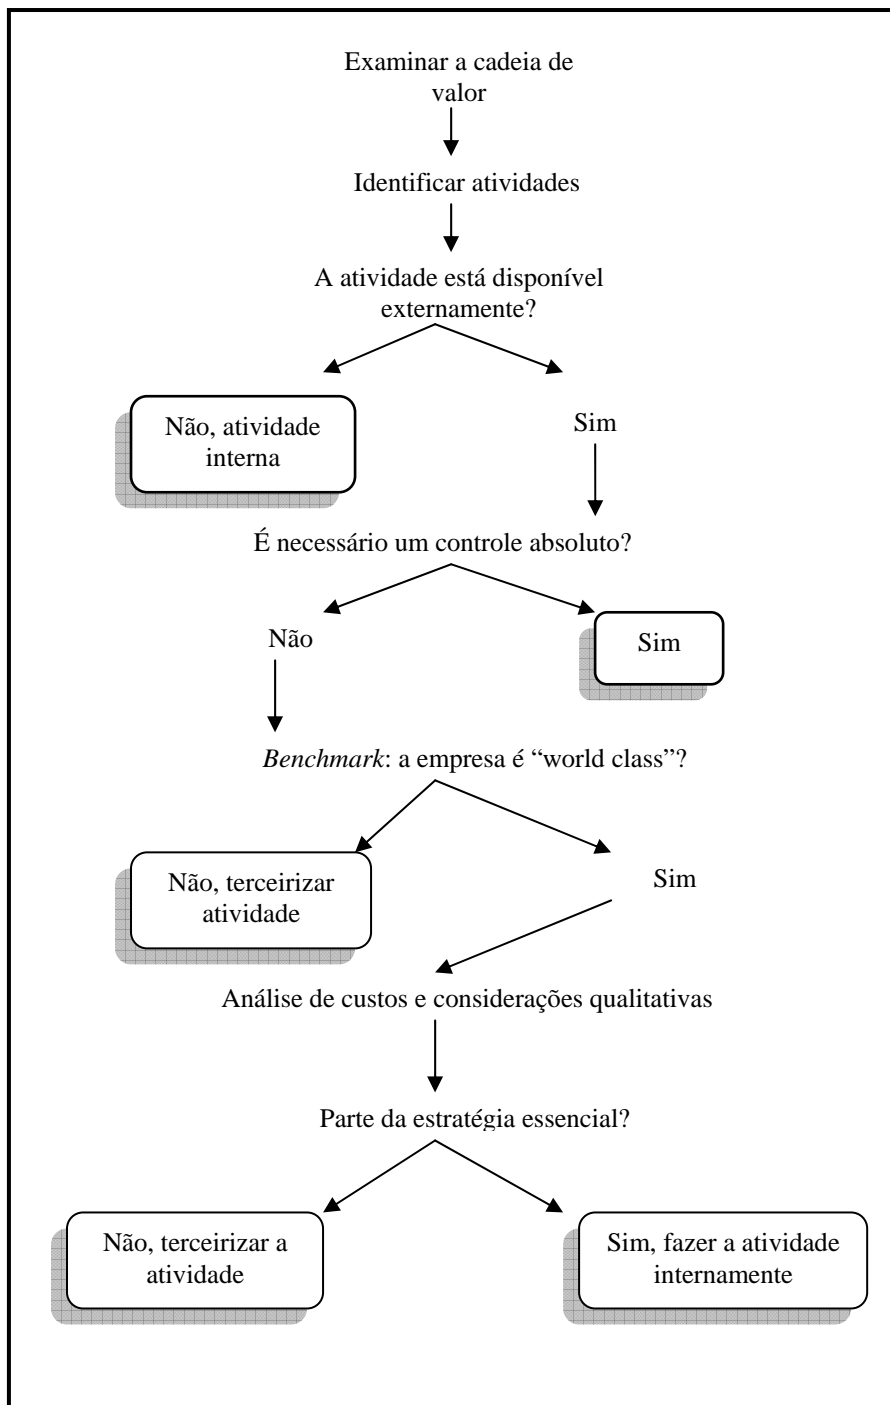 Examinar a cadeia de
valor
Identificar atividades
A atividade está disponível
externamente?
Não, atividade
interna
Sim
É necessário um controle absoluto?
Não
Sim
Benchmark: a empresa é “world class”?
Não, terceirizar
atividade
Sim
Análise de custos e considerações qualitativas
Parte da estratégia essencial?
Não, terceirizar a
atividade
Sim, fazer a atividade
internamente